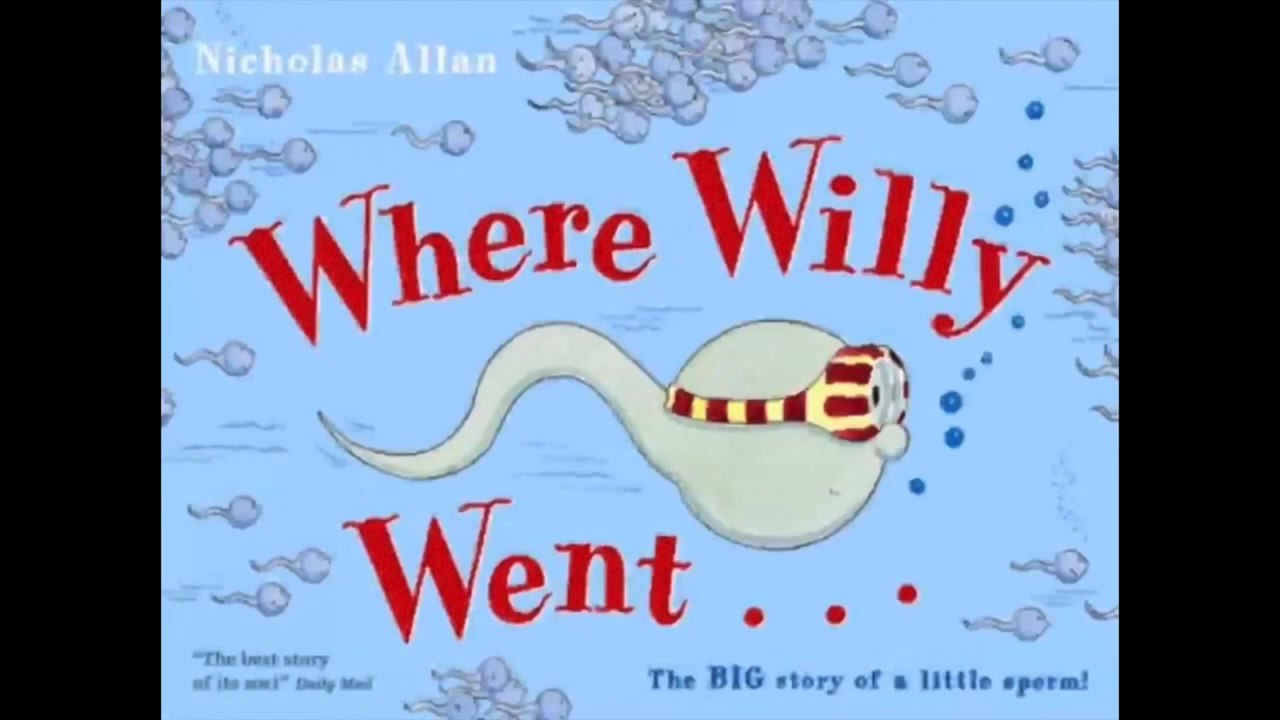 Nicholas Allan
Where Willy
Went...
"The best story
of its sort" Daily Mail
The BIG story of a little sperm!